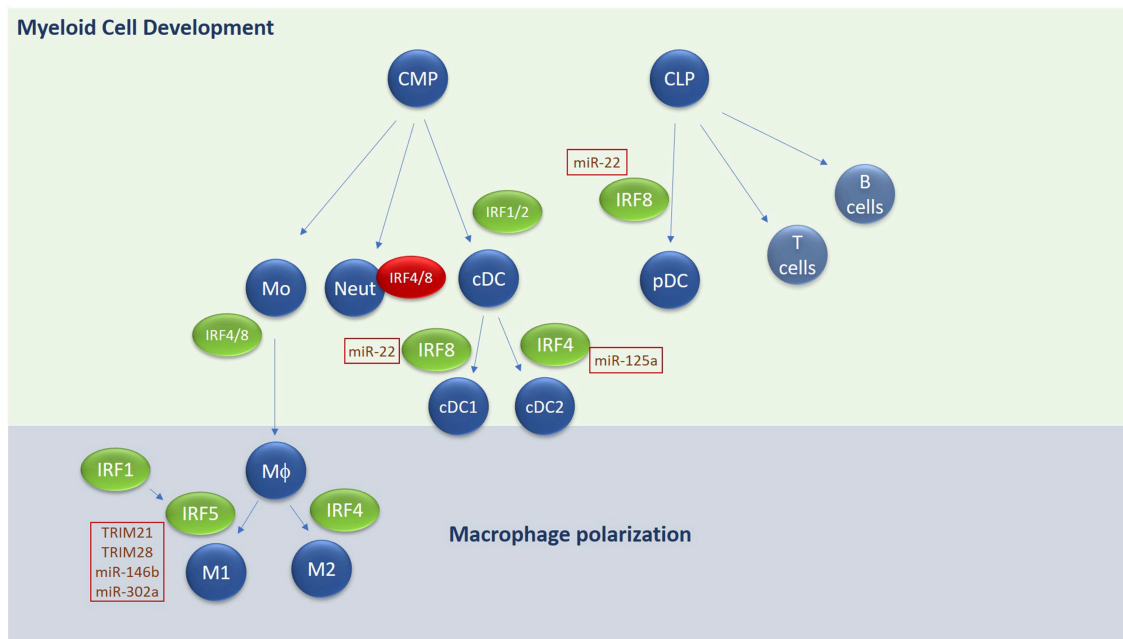 Myeloid Cell Development
CMP
CLP
miR-22
IRF8
B
cells
IRF1/2
T
cells
Mo
Neut
IRF4/8
cDC
pDC
IRF4/8
miR-22
IRF8
IRF4
miR-125a
cDC1
cDC2
IRF1
Mϕ
IRF5
IRF4
TRIM21
TRIM28
miR-146b
miR-302a
M1
M2
Macrophage polarization